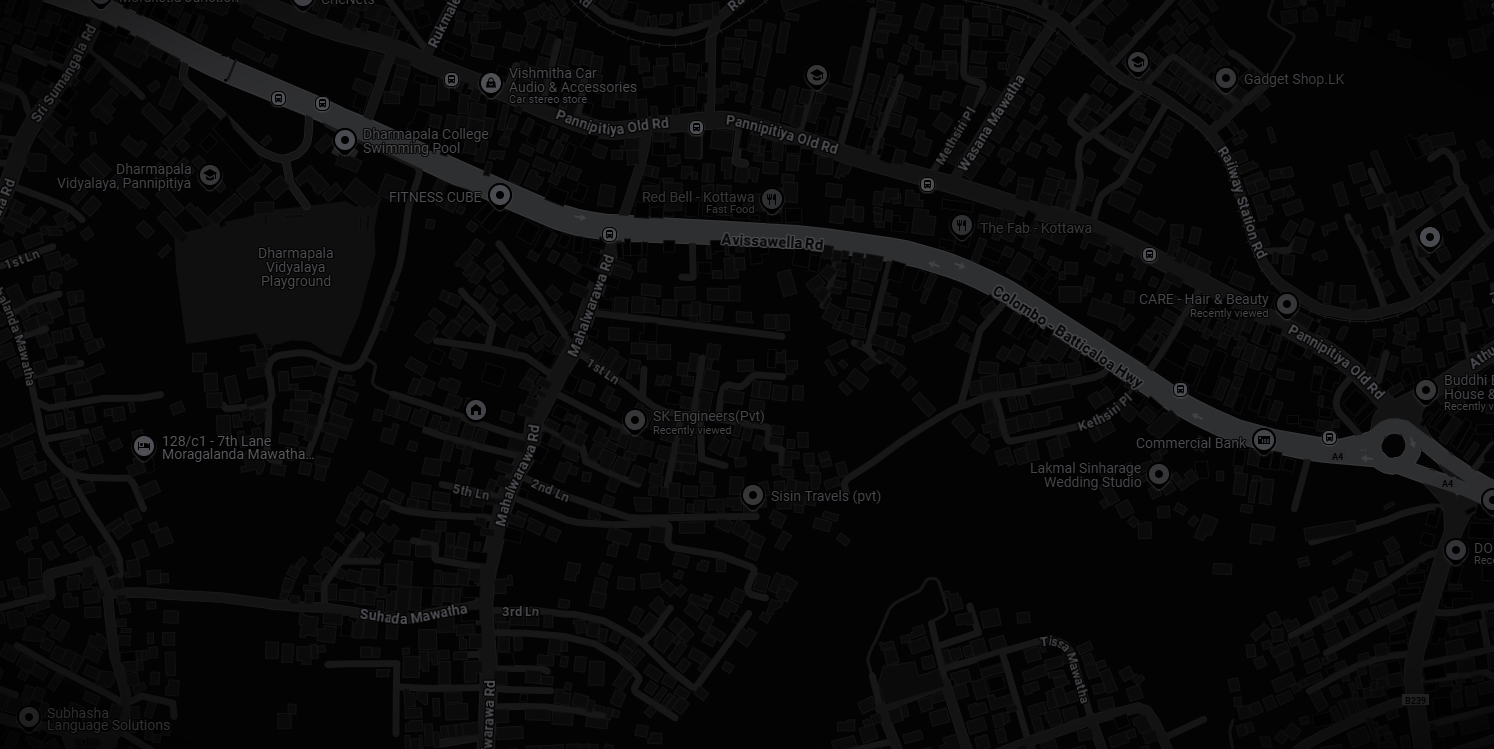 Sri Sumangala Rd
Vishmitha Car
Audio & Accessories
Car stereo store
Gadget Shop.LK
Pannipitiya Old Rd
Pannipitiya Old Rd
Methsiri Pl
Wasana Mawatha
Dharmapala College
Swimming Pool
Dharmapala
Vidyalaya, Pannipitiya
FITNESS CUBE
Red Bell - Kottawa
Fast Food
Railway Station Rd
The Fab - Kottawa
Avissawella Rd
Dharmapala
Vidyalaya
Playground
1st Ln
Mahalwarawa Rd
Colombo - Batticaloa Hwy
CARE - Hair & Beauty
Recently viewed
Pannipitiya Old Rd
1st Ln
SK Engineers(Pvt)
Recently viewed
Kethsiri Pl
Commercial Bank
A4
A4
128/c1 - 7th Lane
Moragalanda Mawatha...
Mahalwarawa Rd
Lakmal Sinharage
Wedding Studio
5th Ln
2nd Ln
Sisin Travels (pvt)
Suhada Mawatha
3rd Ln
Tissa Mawatha
B239
Subhasha
Language Solutions